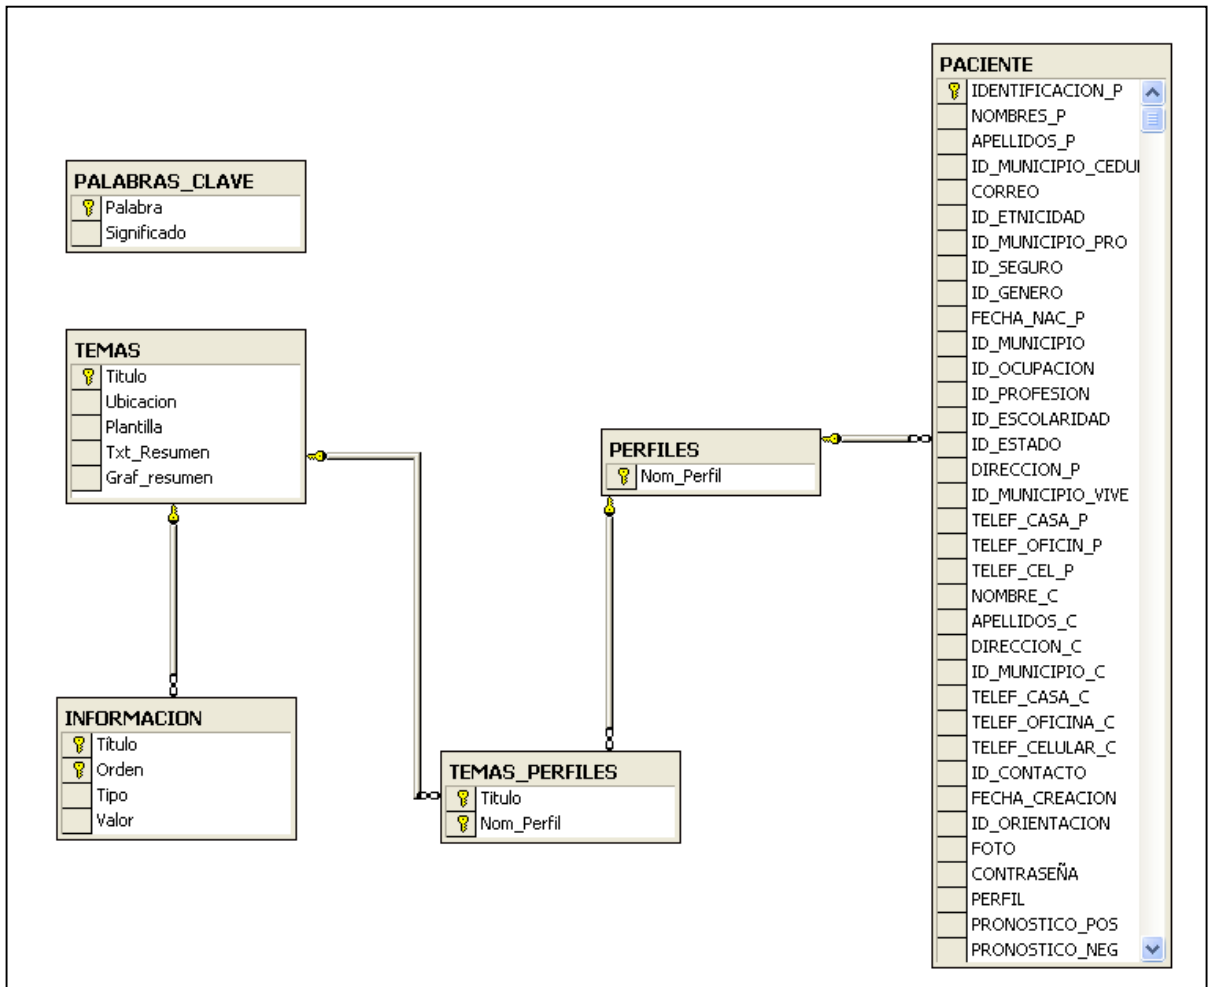 PALABRAS_CLAVE
Palabra
Significado
TEMAS
Titulo
Ubicacion
Plantilla
Txt_Resumen
Graf_resumen
INFORMACION
Título
Orden
Tipo
Valor
TEMAS_PERFILES
Titulo
Nom_Perfil
PERFILES
Nom_Perfil
PACIENTE
IDENTIFICACION_P
NOMBRES_P
APELLIDOS_P
ID_MUNICIPIO_CEDUI
CORREO
ID_ETNICIDAD
ID_MUNICIPIO_PRO
ID_SEGURO
ID_GENERO
FECHA_NAC_P
ID_MUNICIPIO
ID_OCUPACION
ID_PROFESION
ID_ESCOLARIDAD
ID_ESTADO
DIRECCION_P
ID_MUNICIPIO_VIVE
TELEF_CASA_P
TELEF_OFICIN_P
TELEF_CEL_P
NOMBRE_C
APELLIDOS_C
DIRECCION_C
ID_MUNICIPIO_C
TELEF_CASA_C
TELEF_OFICINA_C
TELEF_CELULAR_C
ID_CONTACTO
FECHA_CREACION
ID_ORIENTACION
FOTO
CONTRASEÑA
PERFIL
PRONOSTICO_POS
PRONOSTICO_NEG